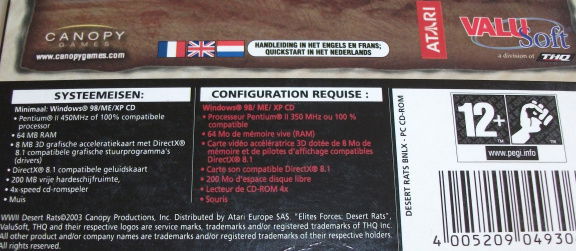 CANOPY
GAMES
www.canopygames.com
HANDLEIDING IN HET ENGELS EN FRANS;
QUICKSTART IN HET NEDERLANDS
ATARI
VALU
Soft
a division of THQ
SYSTEEMEISEN:
Minimaal: Windows® 98/ME/XP CD
• Pentium® II 450MHz of 100% compatibele
processor
• 64 MB RAM
• 8 MB 3D grafische acceleratiekaart met DirectX®
8.1 compatibele grafische stuurprogramma's
(drivers)
• DirectX® 8.1 compatibele geluidskaart
• 200 MB vrije hardeschijfruimte,
• 4x-speed cd-romspeler
• Muis
CONFIGURATION REQUISE :
Windows® 98/ ME/ XP CD
• Processeur Pentium® II 350 MHz ou 100 %
compatible
• 64 Mo de mémoire vive (RAM)
• Carte vidéo accélératrice 3D dotée de 8 Mo de
mémoire et de pilotes d'affichage compatibles
DirectX® 8.1
• Carte son compatible DirectX® 8.1
• 200 Mo d'espace disque libre
• Lecteur de CD-ROM 4x
• Souris
DESERT RATS BNLX - PC CD-ROM
12+
www.pegi.info
4 005209 04930
WWII Desert Rats©2003 Canopy Productions, Inc. Distributed by Atari Europe SAS. "Elites Forces: Desert Rats",
ValuSoft, THQ and their respective logos are service marks, trademarks and/or registered trademarks of THQ Inc.
All other product and/or company names are trademarks and/or registered trademarks of their respective holders.
All rights reserved.